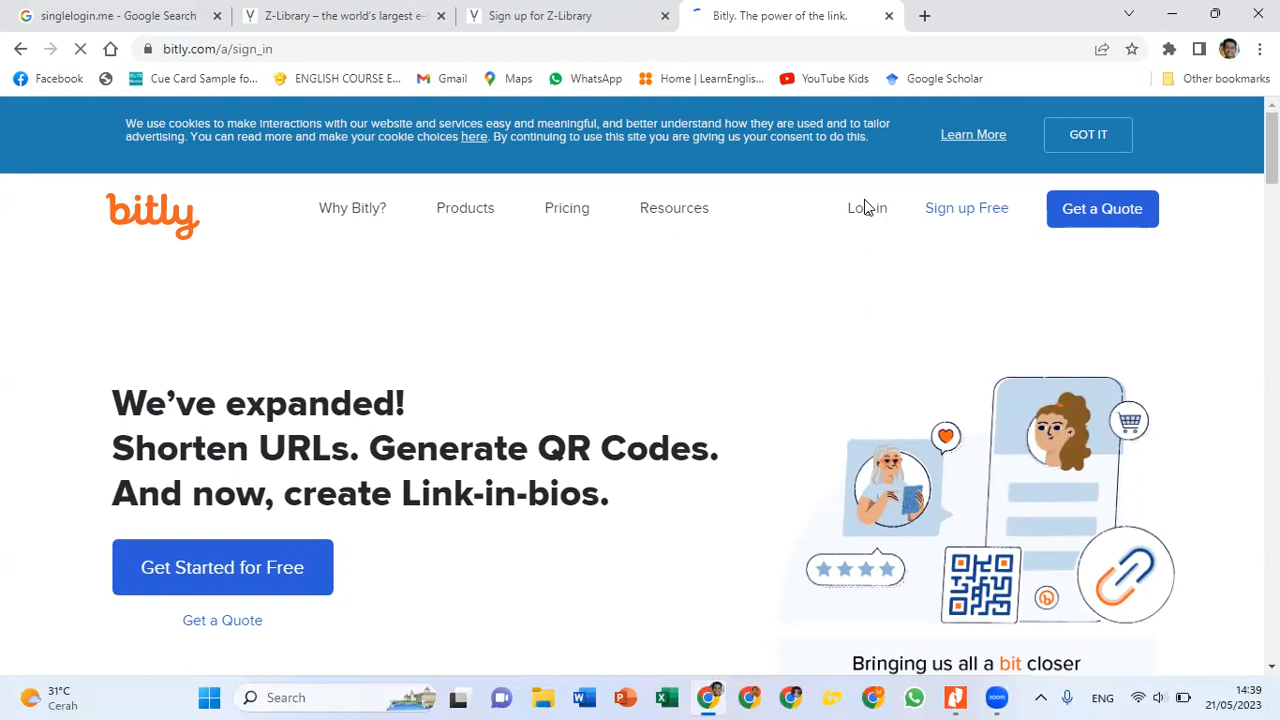 singlelogin.me - Google Search
Z-Library – the world's largest e-
Sign up for Z-Library
Bitly. The power of the link.
bitly.com/a/sign_in
Facebook
Cue Card Sample fo...
ENGLISH COURSE E...
Gmail
Maps
WhatsApp
Home | LearnEnglis...
YouTube Kids
Google Scholar
Other bookmarks
We use cookies to make interactions with our website and services easy and meaningful, and better understand how they are used and to tailor
advertising. You can read more and make your cookie choices here. By continuing to use this site you are giving us your consent to do this.
Learn More
GOT IT
bitly
Why Bitly?
Products
Pricing
Resources
Sign up Free
Get a Quote
We've expanded!
Shorten URLs. Generate QR Codes.
And now, create Link-in-bios.
Get Started for Free
Get a Quote
Bringing us all a bit closer
31°C
Cerah
Search
ENG
14:39
21/05/2023